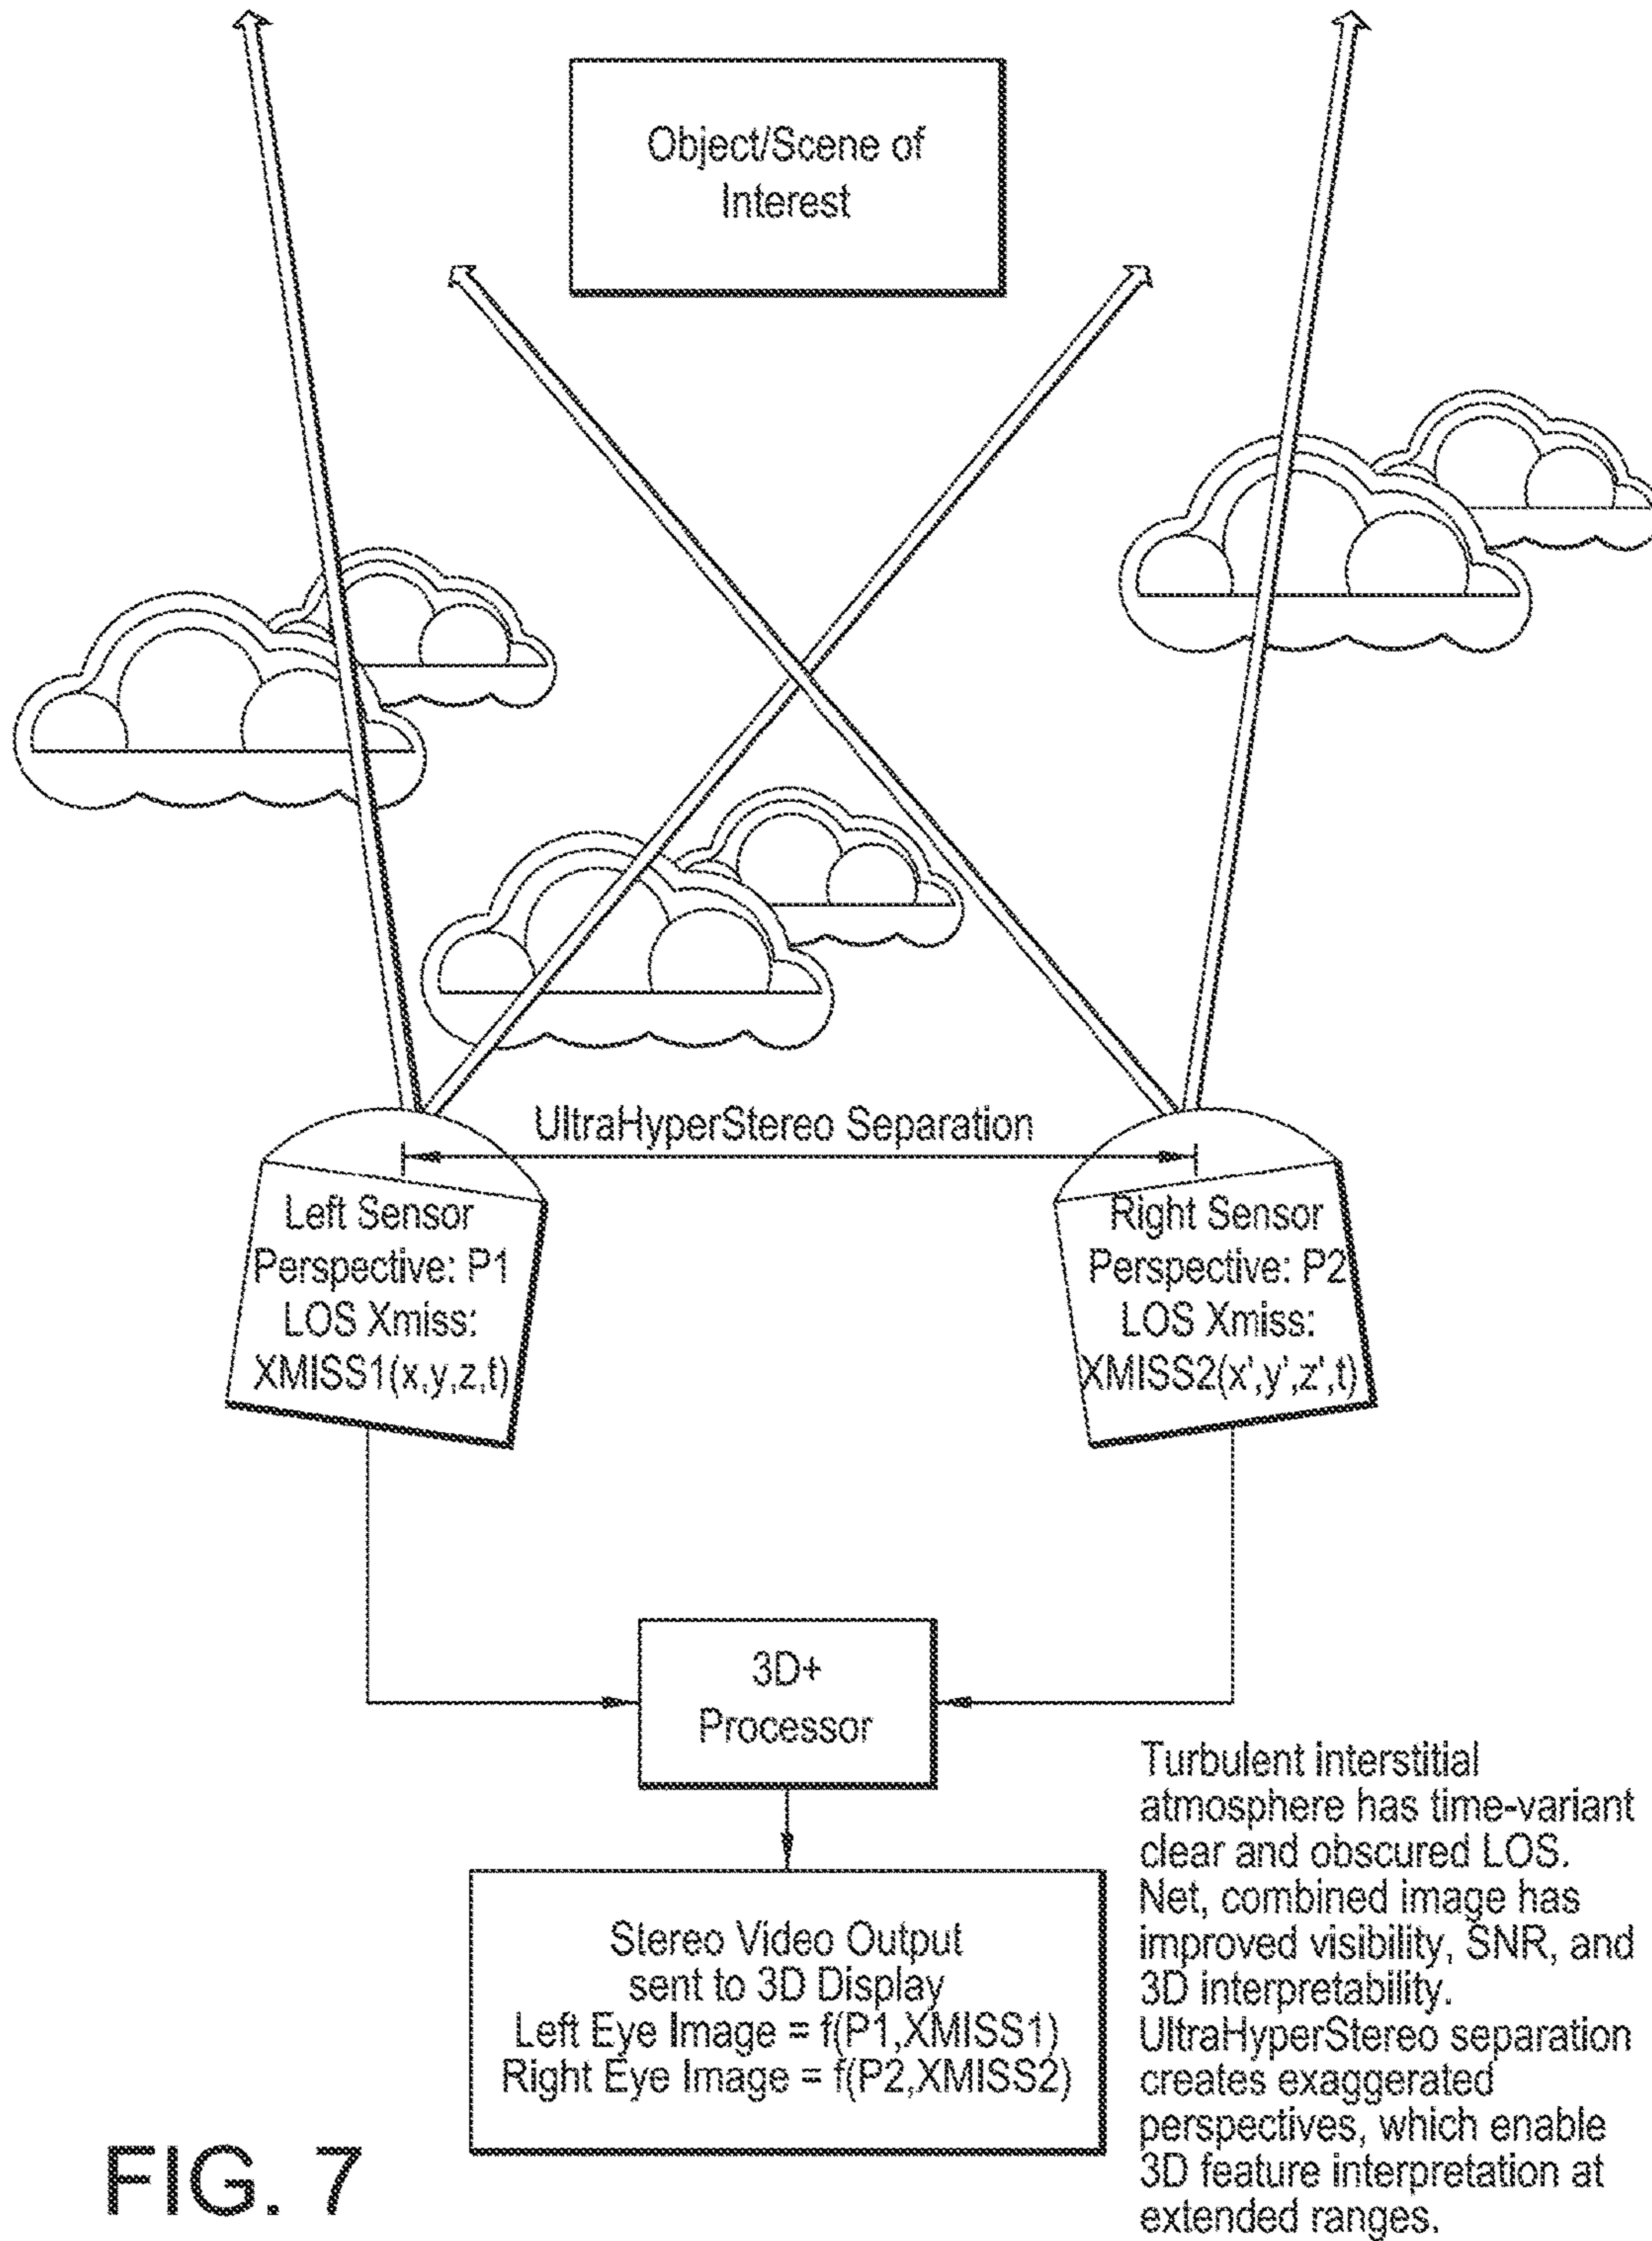 Object/Scene of
Interest
UltraHyperStereo Separation
Left Sensor
Perspective: P1
LOS Xmiss:
XMISS1(x,y,z,t)
Right Sensor
Perspective: P2
LOS Xmiss:
XMISS2(x',y',z',t)
3D+
Processor
Stereo Video Output
sent to 3D Display
Left Eye Image = f(P1,XMISS1)
Right Eye Image = f(P2,XMISS2)
Turbulent interstitial
atmosphere has time-variant
clear and obscured LOS.
Net, combined image has
improved visibility, SNR, and
3D interpretability.
UltraHyperStereo separation
creates exaggerated
perspectives, which enable
3D feature interpretation at
extended ranges.
FIG. 7